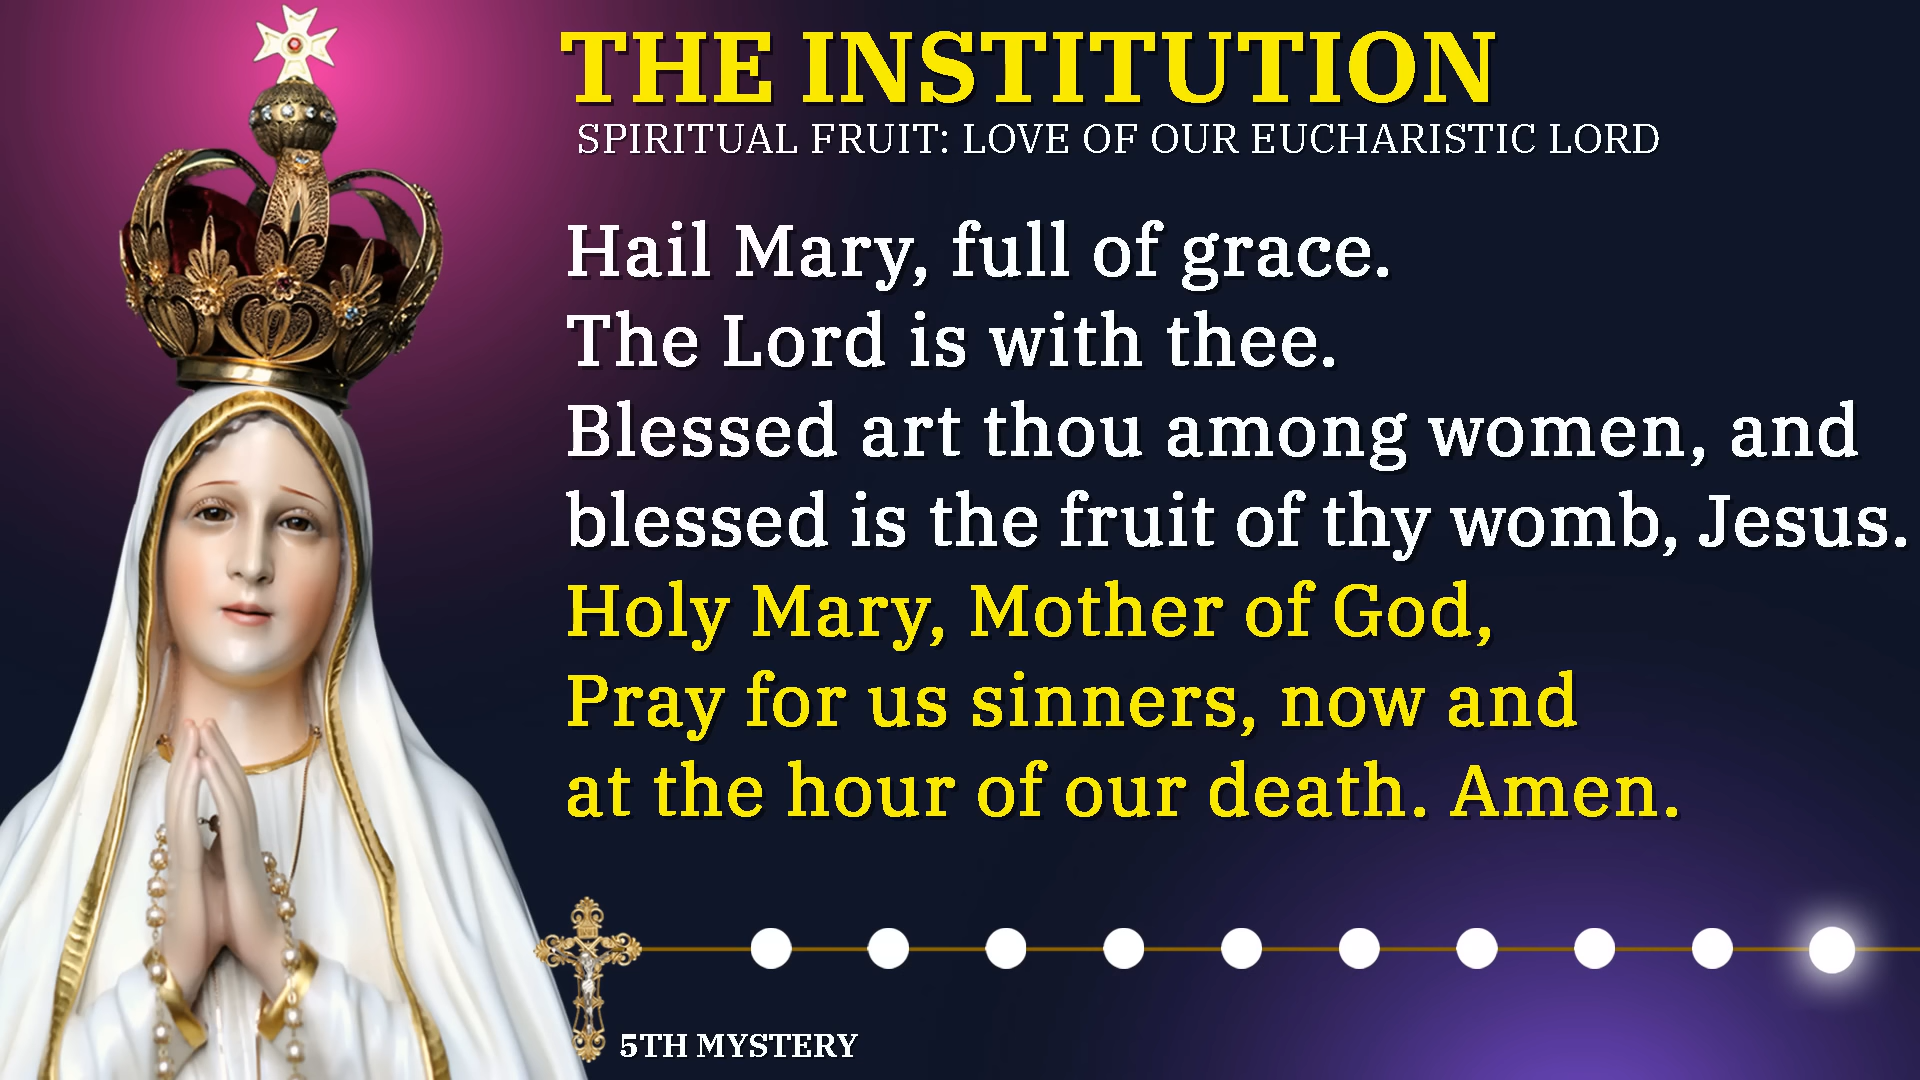 THE INSTITUTION
SPIRITUAL FRUIT: LOVE OF OUR EUCHARISTIC LORD
Hail Mary, full of grace.
The Lord is with thee.
Blessed art thou among women, and
blessed is the fruit of thy womb, Jesus.
Holy Mary, Mother of God,
Pray for us sinners, now and
at the hour of our death. Amen.
5TH MYSTERY